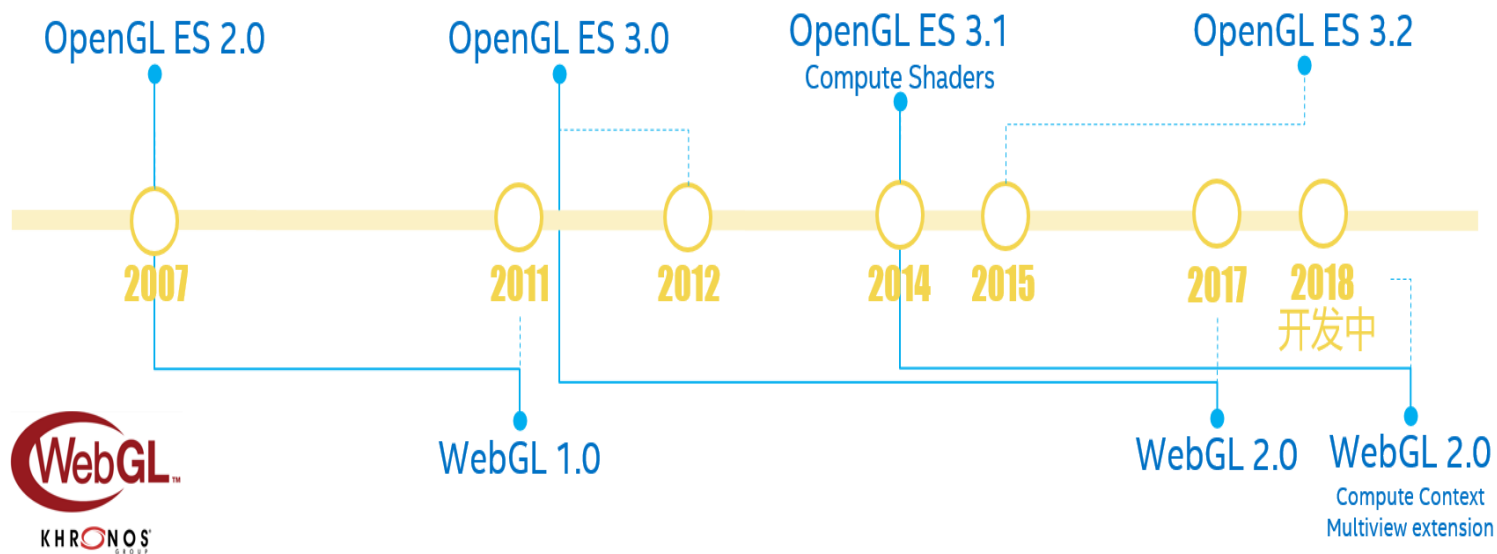 OpenGL ES 2.0
OpenGL ES 3.0
OpenGL ES 3.1
Compute Shaders
OpenGL ES 3.2
2007
2011
2012
2014
2015
2017
2018
开发中
WebGL 1.0
WebGL 2.0
WebGL 2.0
Compute Context
Multiview extension
WebGL™
KHRONOS
GROUP